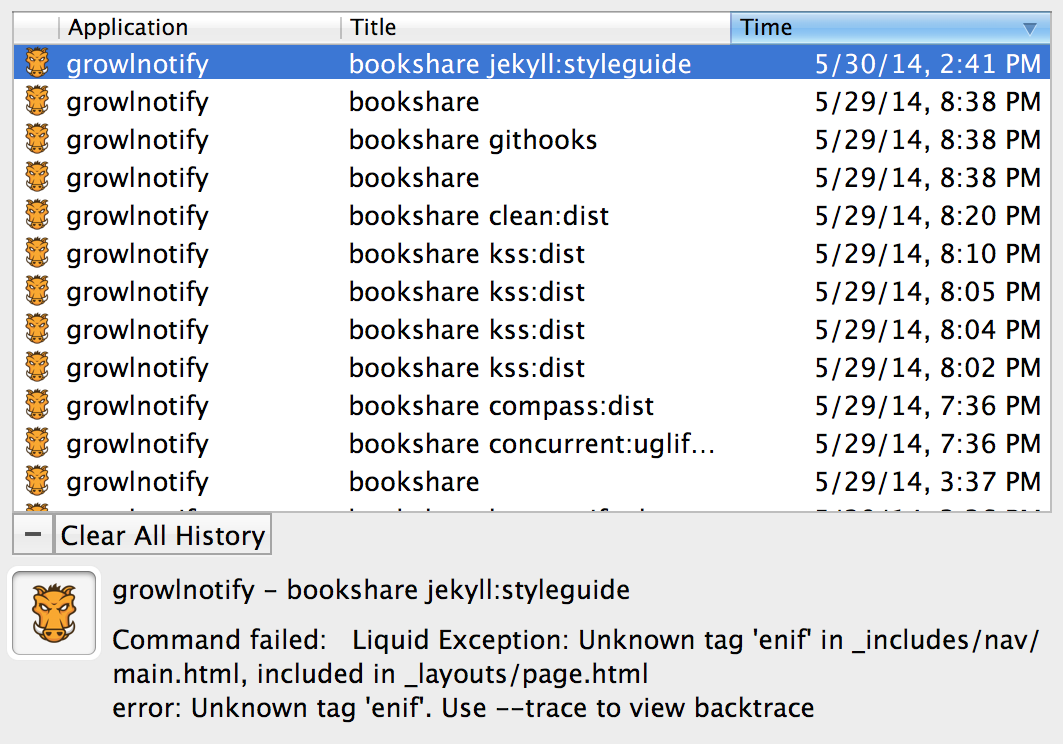 Application Title Time
growlnotify bookshare jekyll:styleguide 5/30/14, 2:41 PM
growlnotify bookshare 5/29/14, 8:38 PM
growlnotify bookshare githooks 5/29/14, 8:38 PM
growlnotify bookshare 5/29/14, 8:38 PM
growlnotify bookshare clean:dist 5/29/14, 8:20 PM
growlnotify bookshare kss:dist 5/29/14, 8:10 PM
growlnotify bookshare kss:dist 5/29/14, 8:05 PM
growlnotify bookshare kss:dist 5/29/14, 8:04 PM
growlnotify bookshare kss:dist 5/29/14, 8:02 PM
growlnotify bookshare compass:dist 5/29/14, 7:36 PM
growlnotify bookshare concurrent:uglif... 5/29/14, 7:36 PM
growlnotify bookshare 5/29/14, 3:37 PM
Clear All History
growlnotify – bookshare jekyll:styleguide
Command failed:   Liquid Exception: Unknown tag 'enif' in _includes/nav/
main.html, included in _layouts/page.html
error: Unknown tag 'enif'. Use --trace to view backtrace